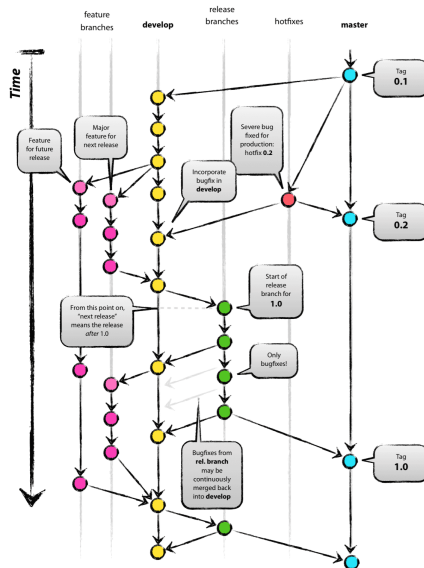 feature
branches
develop
release
branches
hotfixes
master
Time
Tag
0.1
Feature
for future
release
Major
feature for
next release
Severe bug
fixed for
production:
hotfix 0.2
Incorporate
bugfix in
develop
Tag
0.2
Start of
release
branch for
1.0
From this point on,
"next release"
means the release
after 1.0
Only
bugfixes!
Bugfixes from
rel. branch
may be
continuously
merged back
into develop
Tag
1.0